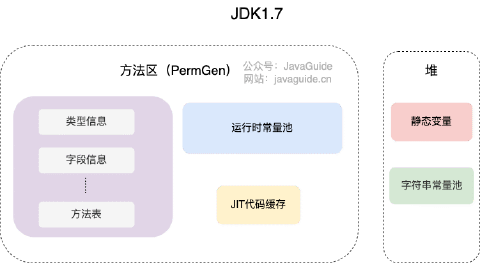 JDK1.7
方法区（PermGen）
公众号：JavaGuide
网站：javaguide.cn
堆
类型信息
字段信息
方法表
运行时常量池
JIT代码缓存
静态变量
字符串常量池